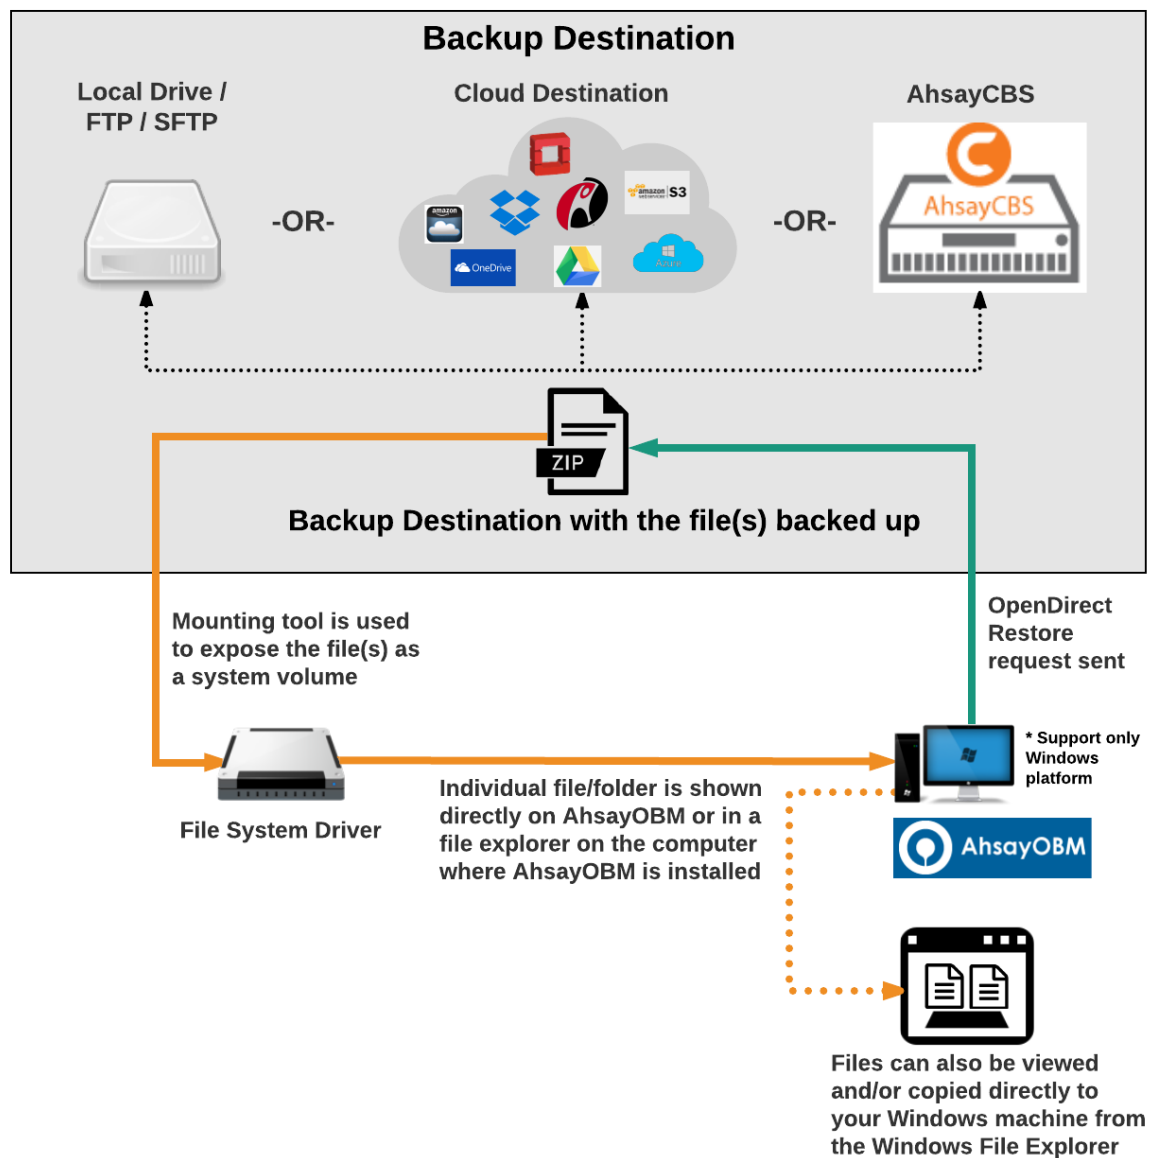 Backup Destination
Local Drive /
FTP / SFTP
Cloud Destination
AhsayCBS
-OR-
-OR-
amazon
amazon
webservices
S3
OneDrive
Azure
AhsayCBS
ZIP
Backup Destination with the file(s) backed up
Mounting tool is used
to expose the file(s) as
a system volume
OpenDirect
Restore
request sent
* Support only
Windows
platform
File System Driver
Individual file/folder is shown
directly on AhsayOBM or in a
file explorer on the computer
where AhsayOBM is installed
AhsayOBM
Files can also be viewed
and/or copied directly to
your Windows machine from
the Windows File Explorer